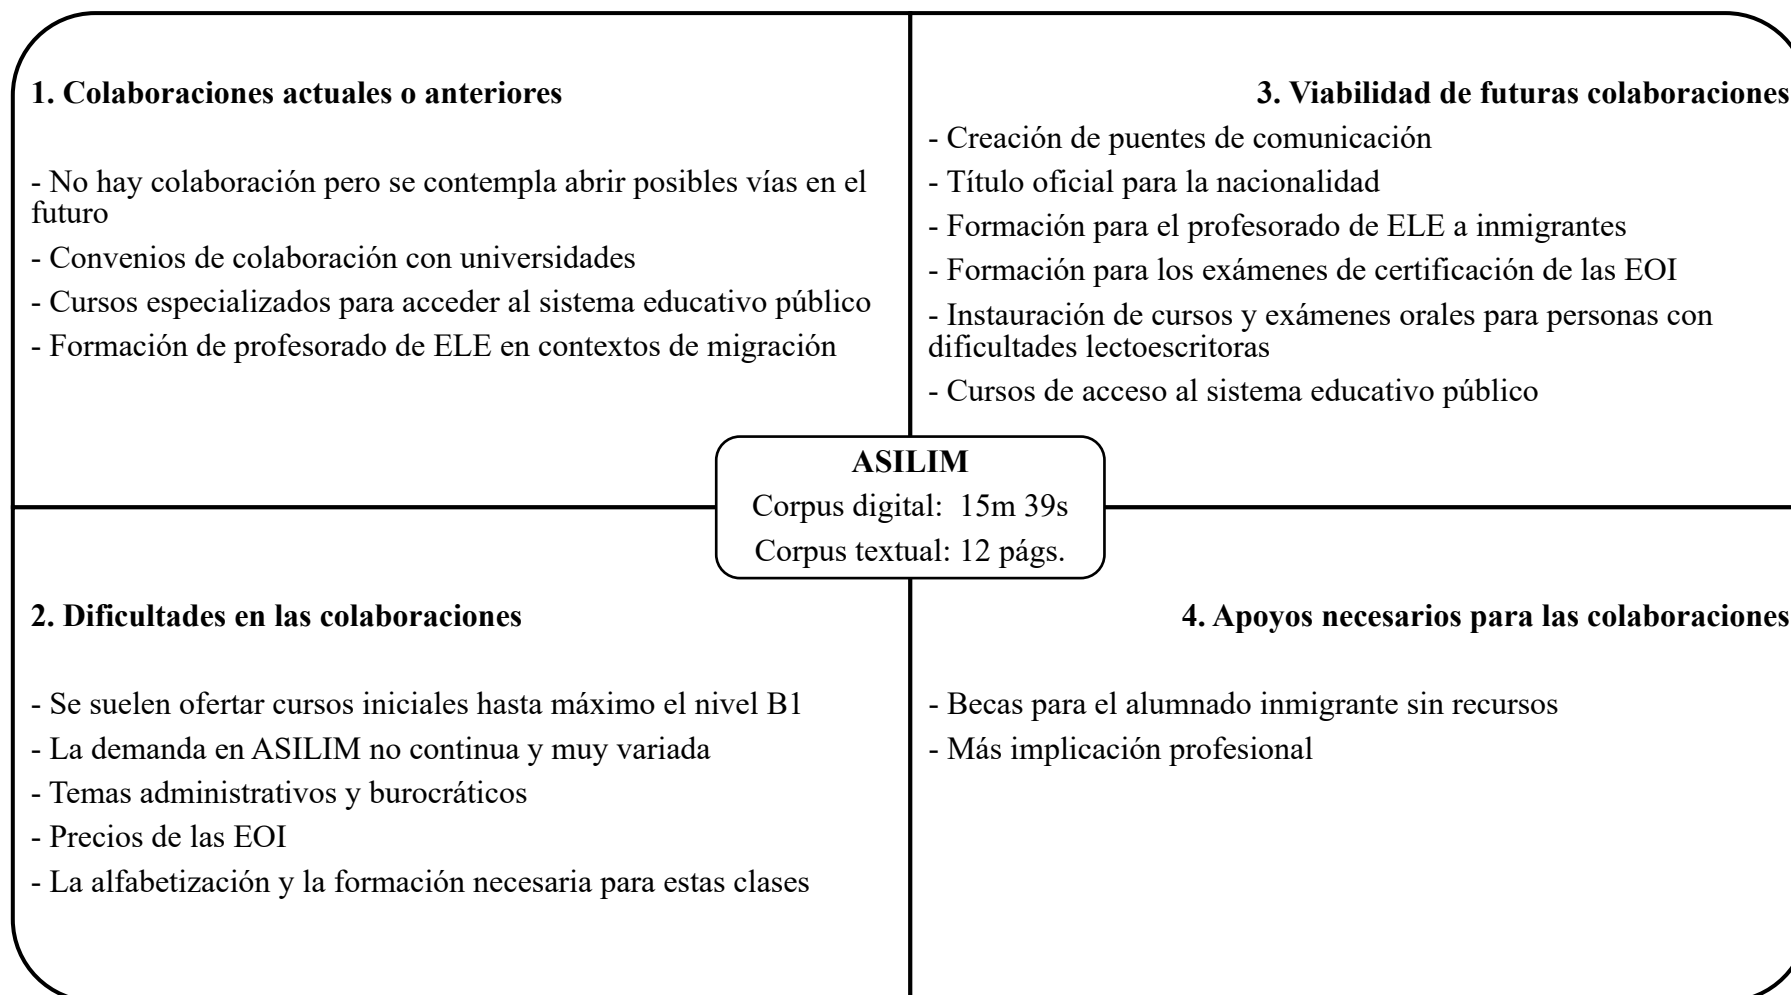 1. Colaboraciones actuales o anteriores
- No hay colaboración pero se contempla abrir posibles vías en el
futuro
- Convenios de colaboración con universidades
- Cursos especializados para acceder al sistema educativo público
- Formación de profesorado de ELE en contextos de migración
3. Viabilidad de futuras colaboraciones
- Creación de puentes de comunicación
- Título oficial para la nacionalidad
- Formación para el profesorado de ELE a inmigrantes
- Formación para los exámenes de certificación de las EOI
- Instauración de cursos y exámenes orales para personas con
dificultades lectoescritoras
- Cursos de acceso al sistema educativo público
ASILIM
Corpus digital: 15m 39s
Corpus textual: 12 págs.
2. Dificultades en las colaboraciones
- Se suelen ofertar cursos iniciales hasta máximo el nivel B1
- La demanda en ASILIM no continua y muy variada
- Temas administrativos y burocráticos
- Precios de las EOI
- La alfabetización y la formación necesaria para estas clases
4. Apoyos necesarios para las colaboraciones
- Becas para el alumnado inmigrante sin recursos
- Más implicación profesional